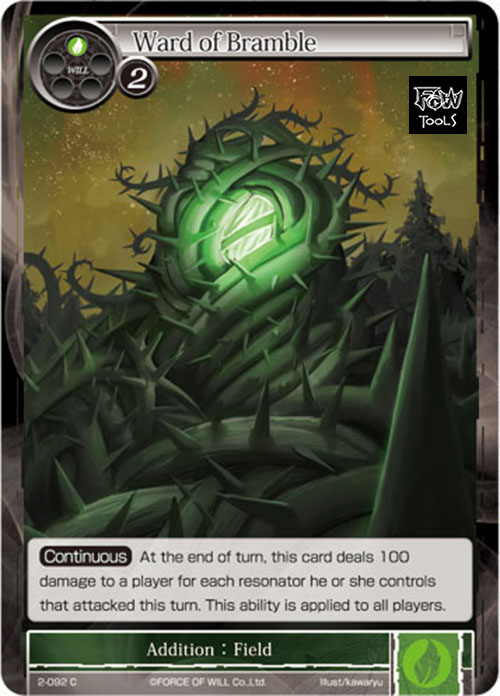 Ward of Bramble
WILL
2
FOW
TOOLS
Continuous At the end of turn, this card deals 100
damage to a player for each resonator he or she controls
that attacked this turn. This ability is applied to all players.
Addition : Field
2-092 C
©FORCE OF WILL Co.,Ltd.
Illust/kawaryu